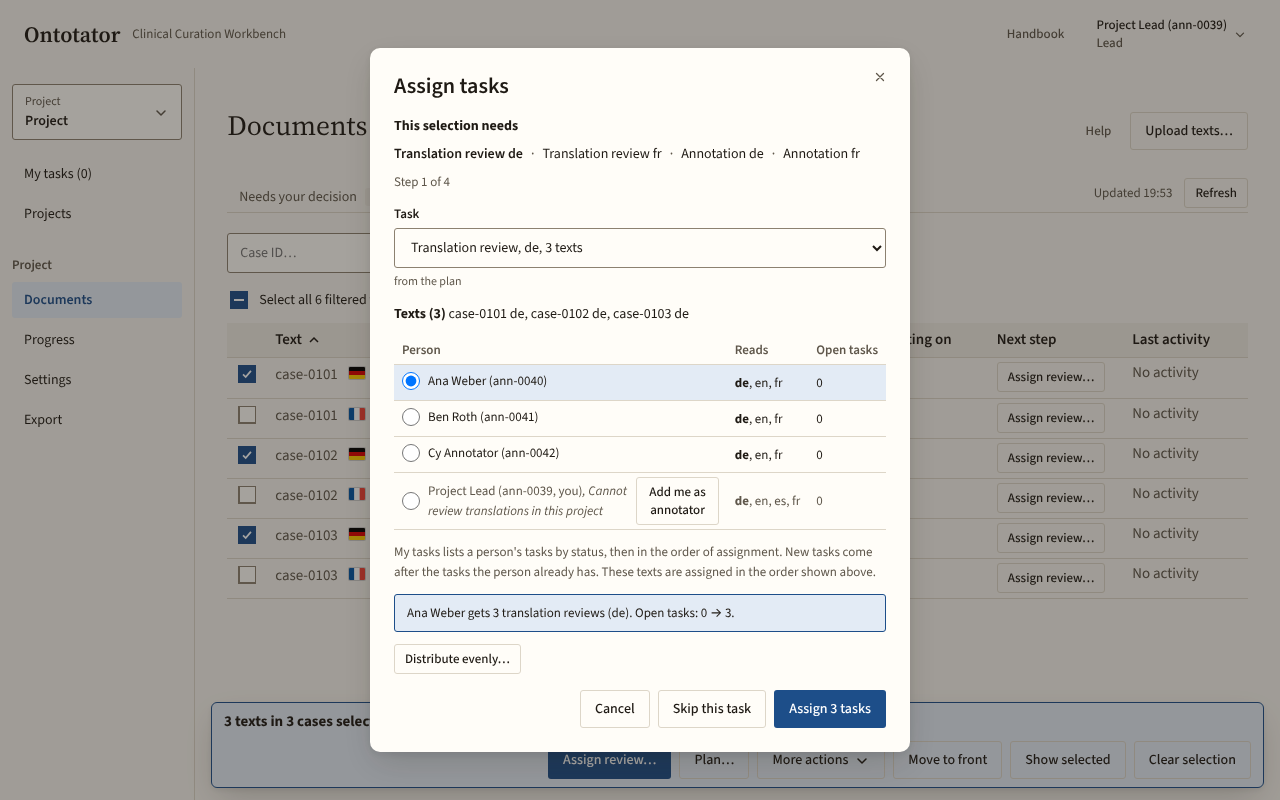 Ontotator Clinical Curation Workbench
Handbook
Project Lead (ann-0039)
Lead
Project
Project
My tasks (0)
Projects
Project
Documents
Progress
Settings
Export
Documents
Help
Upload texts…
Needs your decision
Updated 19:53
Refresh
Case ID…
Select all 6 filtered
Text
Next step
Last activity
case-0101
Assign review…
No activity
case-0101
Assign review…
No activity
case-0102
Assign review…
No activity
case-0102
Assign review…
No activity
case-0103
Assign review…
No activity
case-0103
Assign review…
No activity
3 texts in 3 cases
Assign review…
Plan…
More actions
Move to front
Show selected
Clear selection
Assign tasks
×
This selection needs
Translation review de · Translation review fr · Annotation de · Annotation fr
Step 1 of 4
Task
Translation review, de, 3 texts
from the plan
Texts (3) case-0101 de, case-0102 de, case-0103 de
Person Reads Open tasks
Ana Weber (ann-0040) de, en, fr 0
Ben Roth (ann-0041) de, en, fr 0
Cy Annotator (ann-0042) de, en, fr 0
Project Lead (ann-0039, you), Cannot
review translations in this project
Add me as
annotator
de, en, es, fr 0
My tasks lists a person's tasks by status, then in the order of assignment. New tasks come
after the tasks the person already has. These texts are assigned in the order shown above.
Ana Weber gets 3 translation reviews (de). Open tasks: 0 → 3.
Distribute evenly…
Cancel
Skip this task
Assign 3 tasks